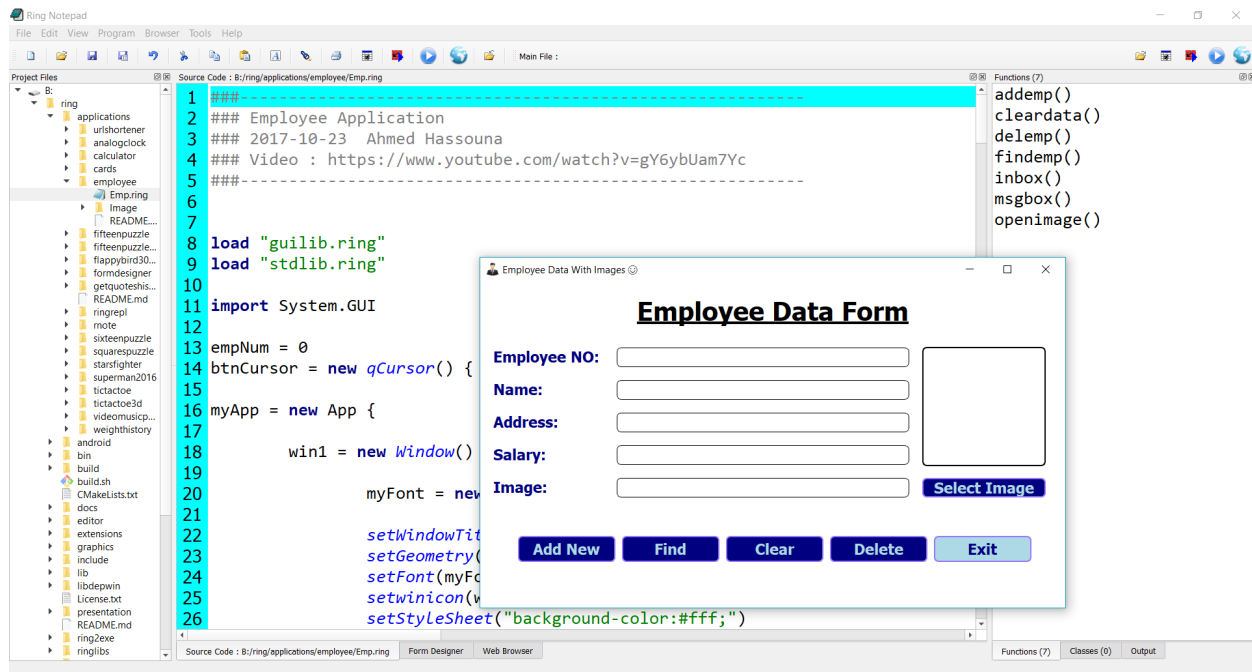 Ring Notepad
File Edit View Program Browser Tools Help
Main File :
Project Files
B:
ring
applications
urlshortener
analogclock
calculator
cards
employee
Emp.ring
Image
README....
fifteenpuzzle
fifteenpuzzle...
flappybird30...
formdesigner
getquoteshis...
README.md
ringrepl
rnote
sixteenpuzzle
squarespuzzle
starsfighter
superman2016
tictactoe
tictactoe3d
videomusicp...
weighthistory
android
bin
build
build.sh
CMakeLists.txt
docs
editor
extensions
graphics
include
lib
libdepwin
License.txt
presentation
README.md
ring2exe
ringlibs
Source Code : B:/ring/applications/employee/Emp.ring
1 ###----------------------------------------------------------
2 ### Employee Application
3 ### 2017-10-23 Ahmed Hassouna
4 ### Video : https://www.youtube.com/watch?v=gY6ybUam7Yc
5 ###----------------------------------------------------------
6
7
8 load "guilib.ring"
9 load "stdlib.ring"
10
11 import System.GUI
12
13 empNum = 0
14 btnCursor = new qCursor() {
15
16 myApp = new App {
17
18 win1 = new Window()
19
20 myFont = new
21
22 setWindowTit
23 setGeometry(
24 setFont(myFo
25 setwinicon(w
26 setStyleSheet("background-color:#fff;")
Source Code : B:/ring/applications/employee/Emp.ring Form Designer Web Browser
Employee Data With Images ☺
Employee Data Form
Employee NO:
Name:
Address:
Salary:
Image:
Select Image
Add New Find Clear Delete Exit
Functions (7)
addemp()
cleardata()
delemp()
findemp()
inbox()
msgbox()
openimage()
Functions (7) Classes (0) Output